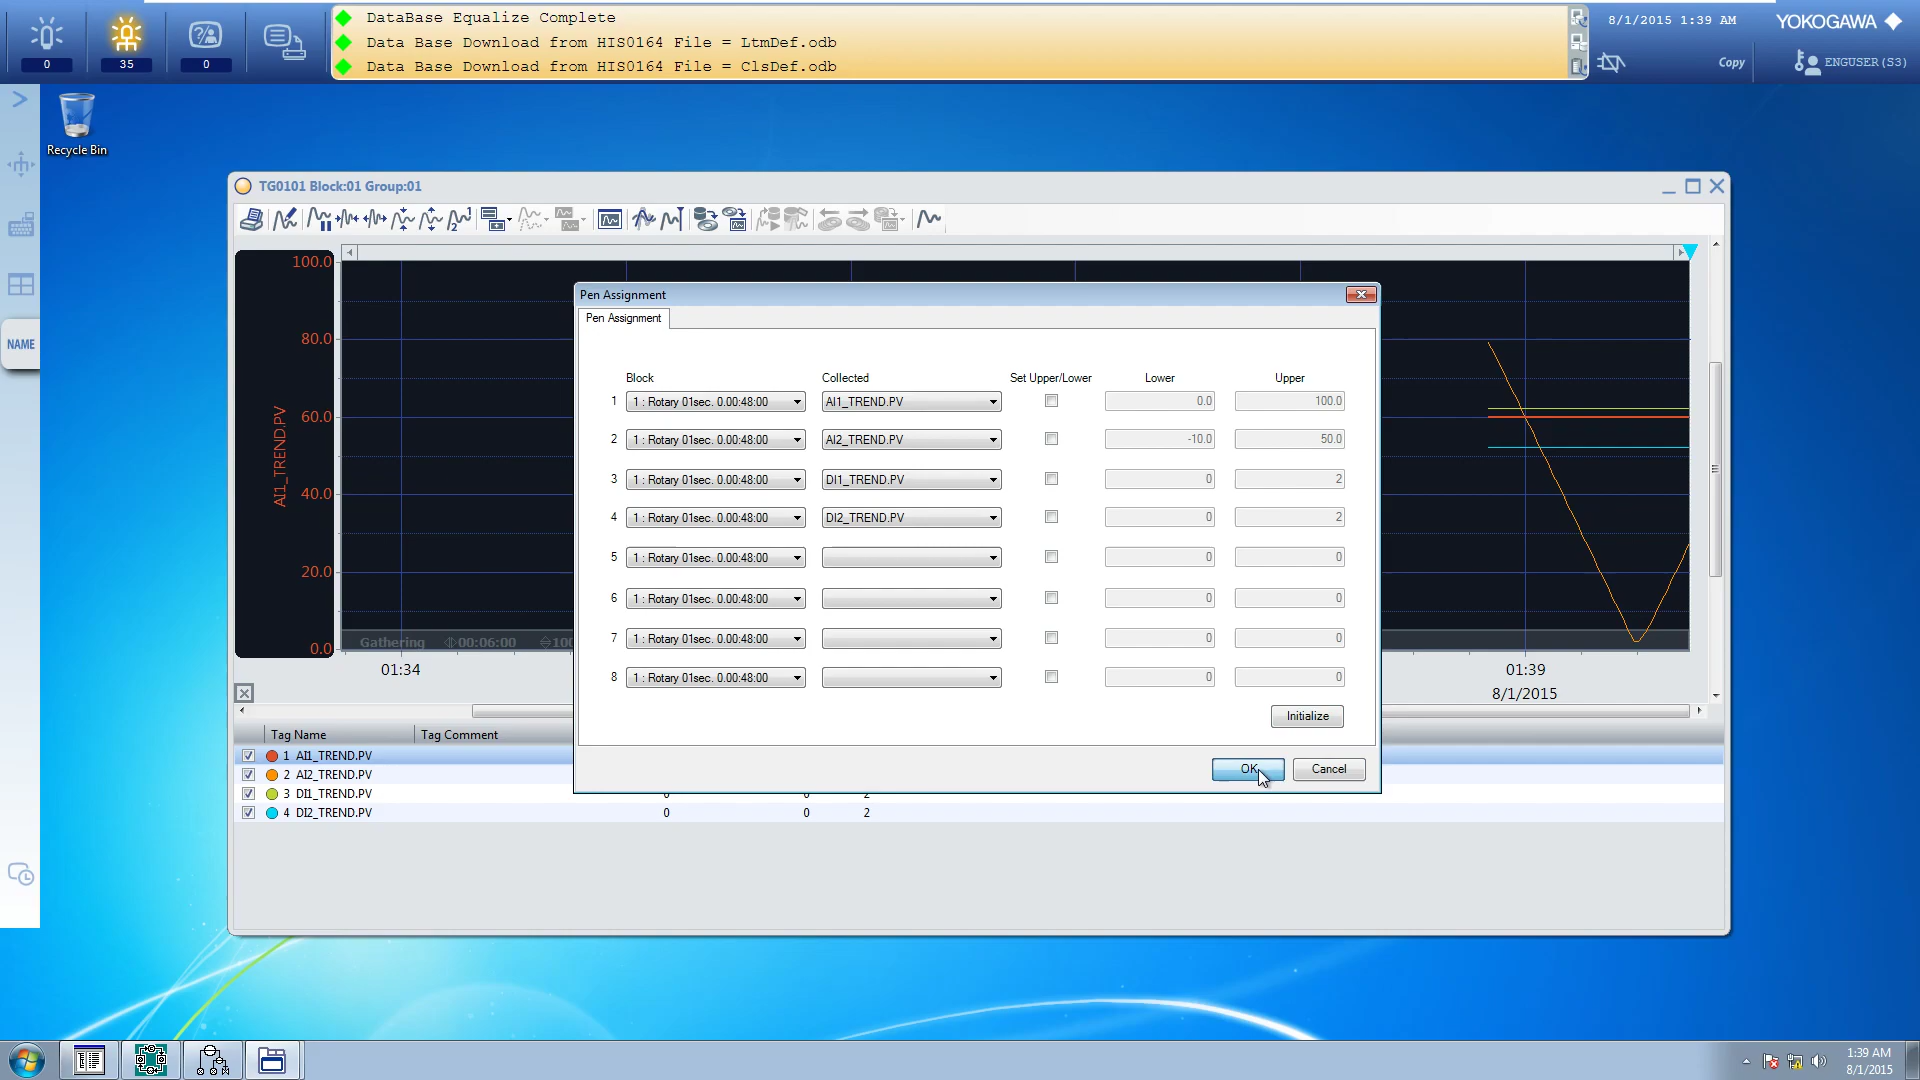 DataBase Equalize Complete
Data Base Download from HIS0164 File = LtmDef.odb
Data Base Download from HIS0164 File = ClsDef.odb
0
35
0
8/1/2015 1:39 AM
YOKOGAWA
Copy
ENGUSER (S3)
Recycle Bin
NAME
TG0101 Block:01 Group:01
100.0
80.0
60.0
40.0
20.0
0.0
AI1_TREND.PV
Gathering 00:06:00 100
01:34
01:39
8/1/2015
Pen Assignment
Pen Assignment
Block Collected Set Upper/Lower Lower Upper
1 1 : Rotary 01sec. 0.00:48:00 AI1_TREND.PV 0.0 100.0
2 1 : Rotary 01sec. 0.00:48:00 AI2_TREND.PV -10.0 50.0
3 1 : Rotary 01sec. 0.00:48:00 DI1_TREND.PV 0 2
4 1 : Rotary 01sec. 0.00:48:00 DI2_TREND.PV 0 2
5 1 : Rotary 01sec. 0.00:48:00 0 0
6 1 : Rotary 01sec. 0.00:48:00 0 0
7 1 : Rotary 01sec. 0.00:48:00 0 0
8 1 : Rotary 01sec. 0.00:48:00 0 0
Initialize
OK Cancel
Tag Name Tag Comment
1 AI1_TREND.PV
2 AI2_TREND.PV
3 DI1_TREND.PV 0 0 2
4 DI2_TREND.PV 0 0 2
1:39 AM
8/1/2015